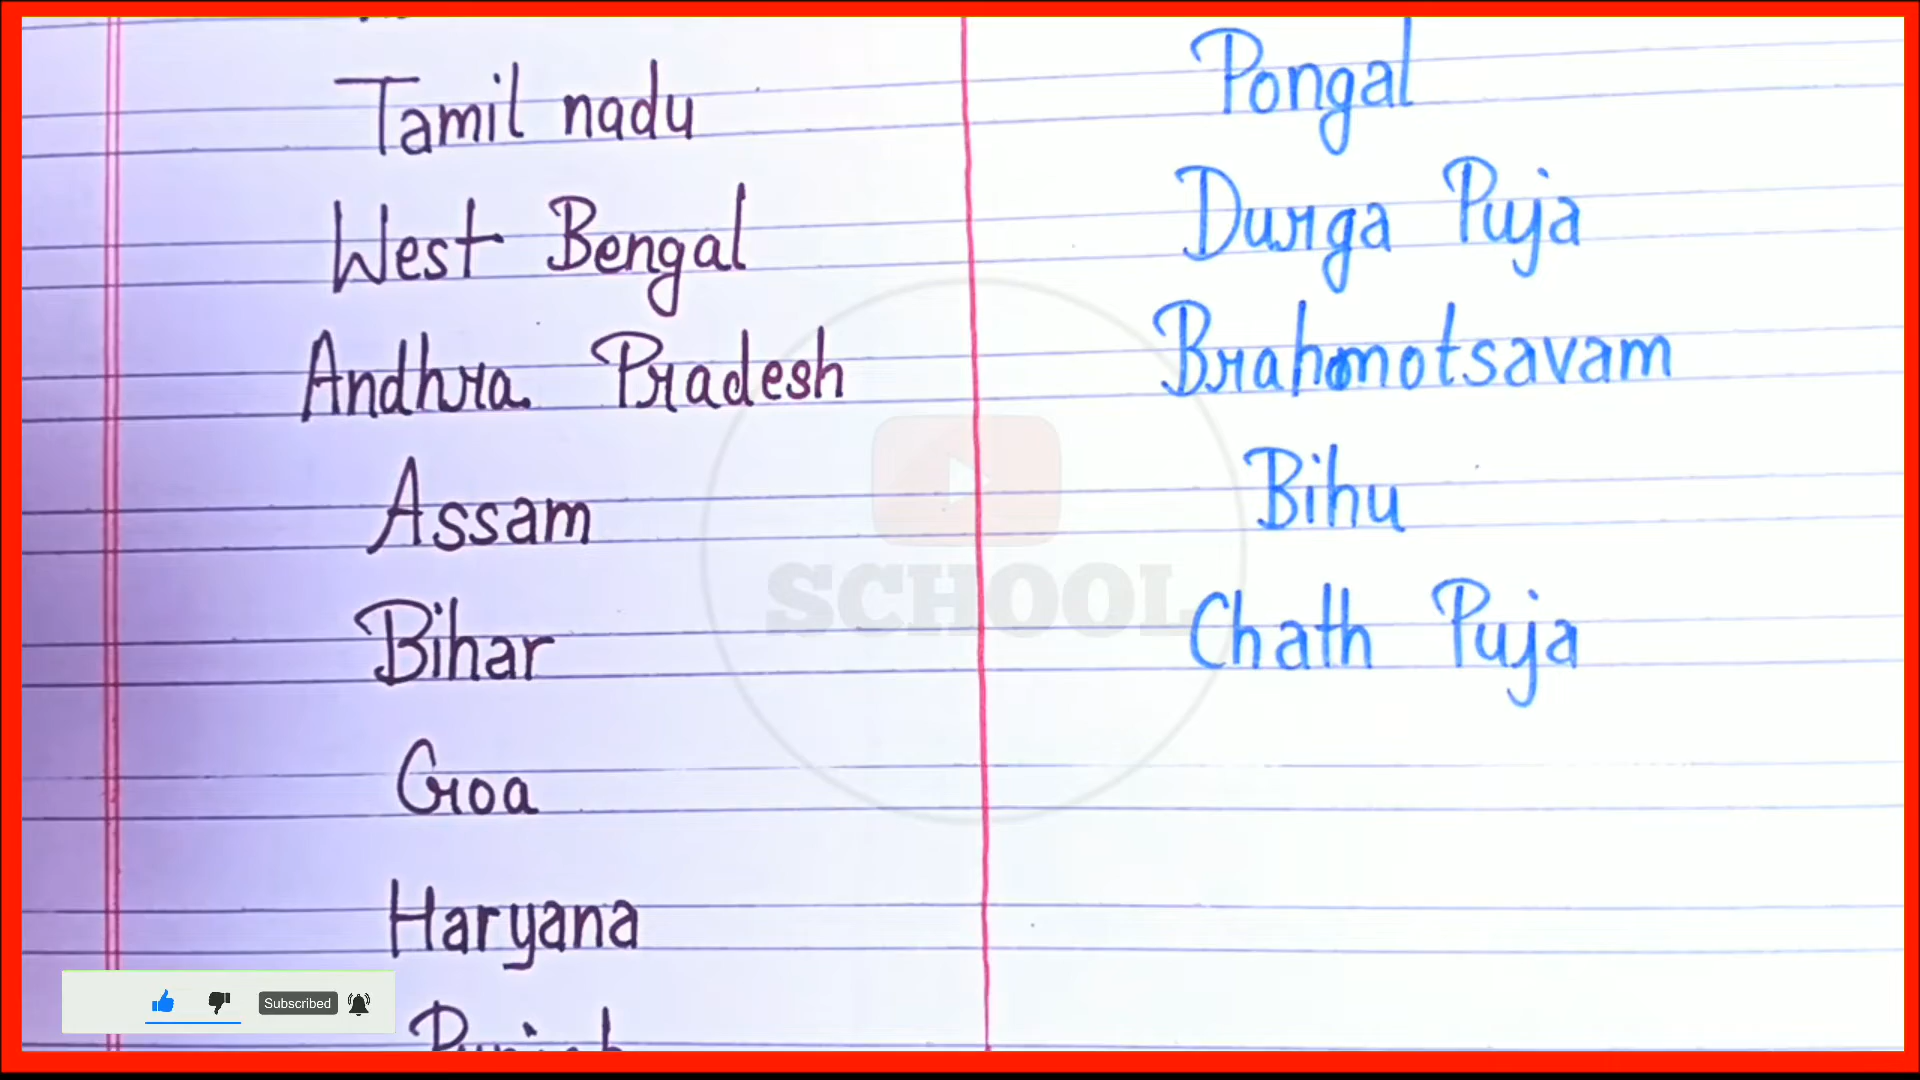 Tamil nadu Pongal
West Bengal Durga Puja
Andhra Pradesh Brahmotsavam
Assam Bihu
SCHOOL
Bihar Chath Puja
Goa
Haryana
Subscribed